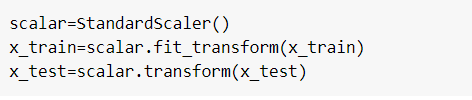 scalar=StandardScaler()
x_train=scalar.fit_transform(x_train)
x_test=scalar.transform(x_test)